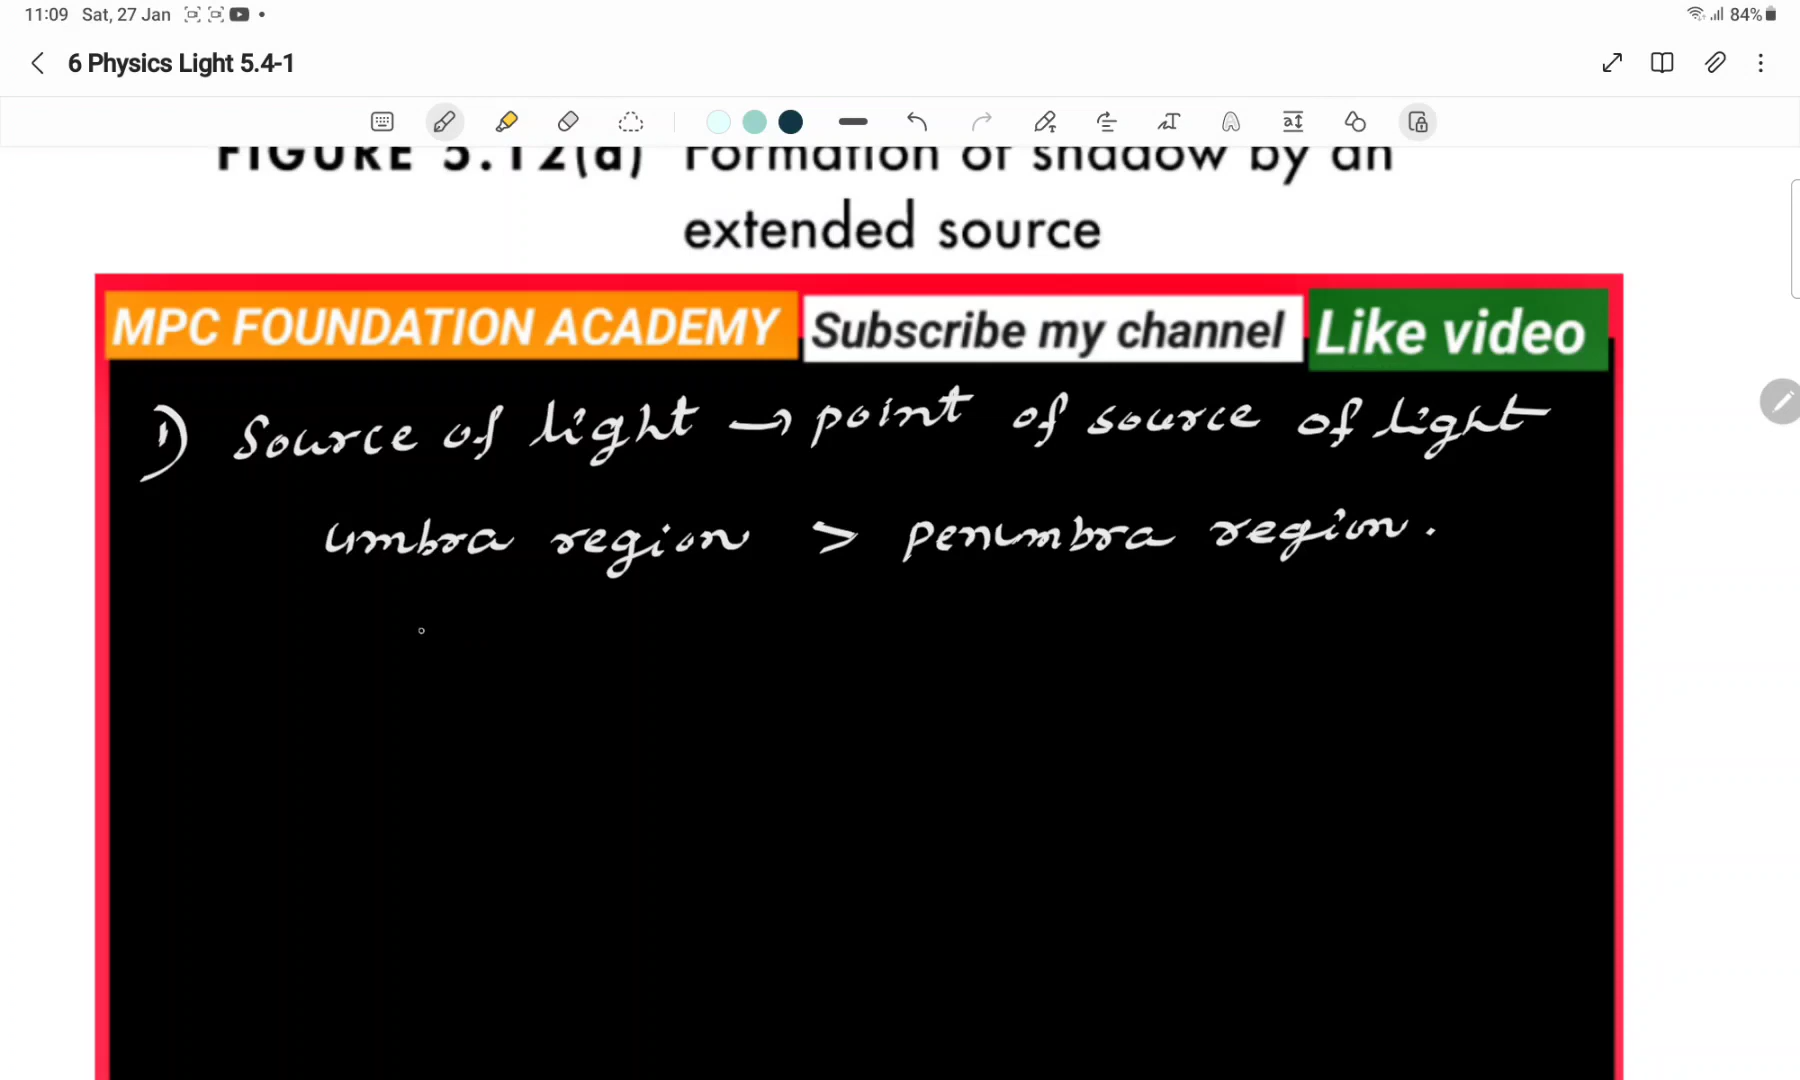 11:09 Sat, 27 Jan 84%
6 Physics Light 5.4-1
FIGURE 5.12(a) Formation of shadow by an
extended source
MPC FOUNDATION ACADEMY Subscribe my channel Like video
1) Source of light → point of source of light
umbra region > penumbra region.